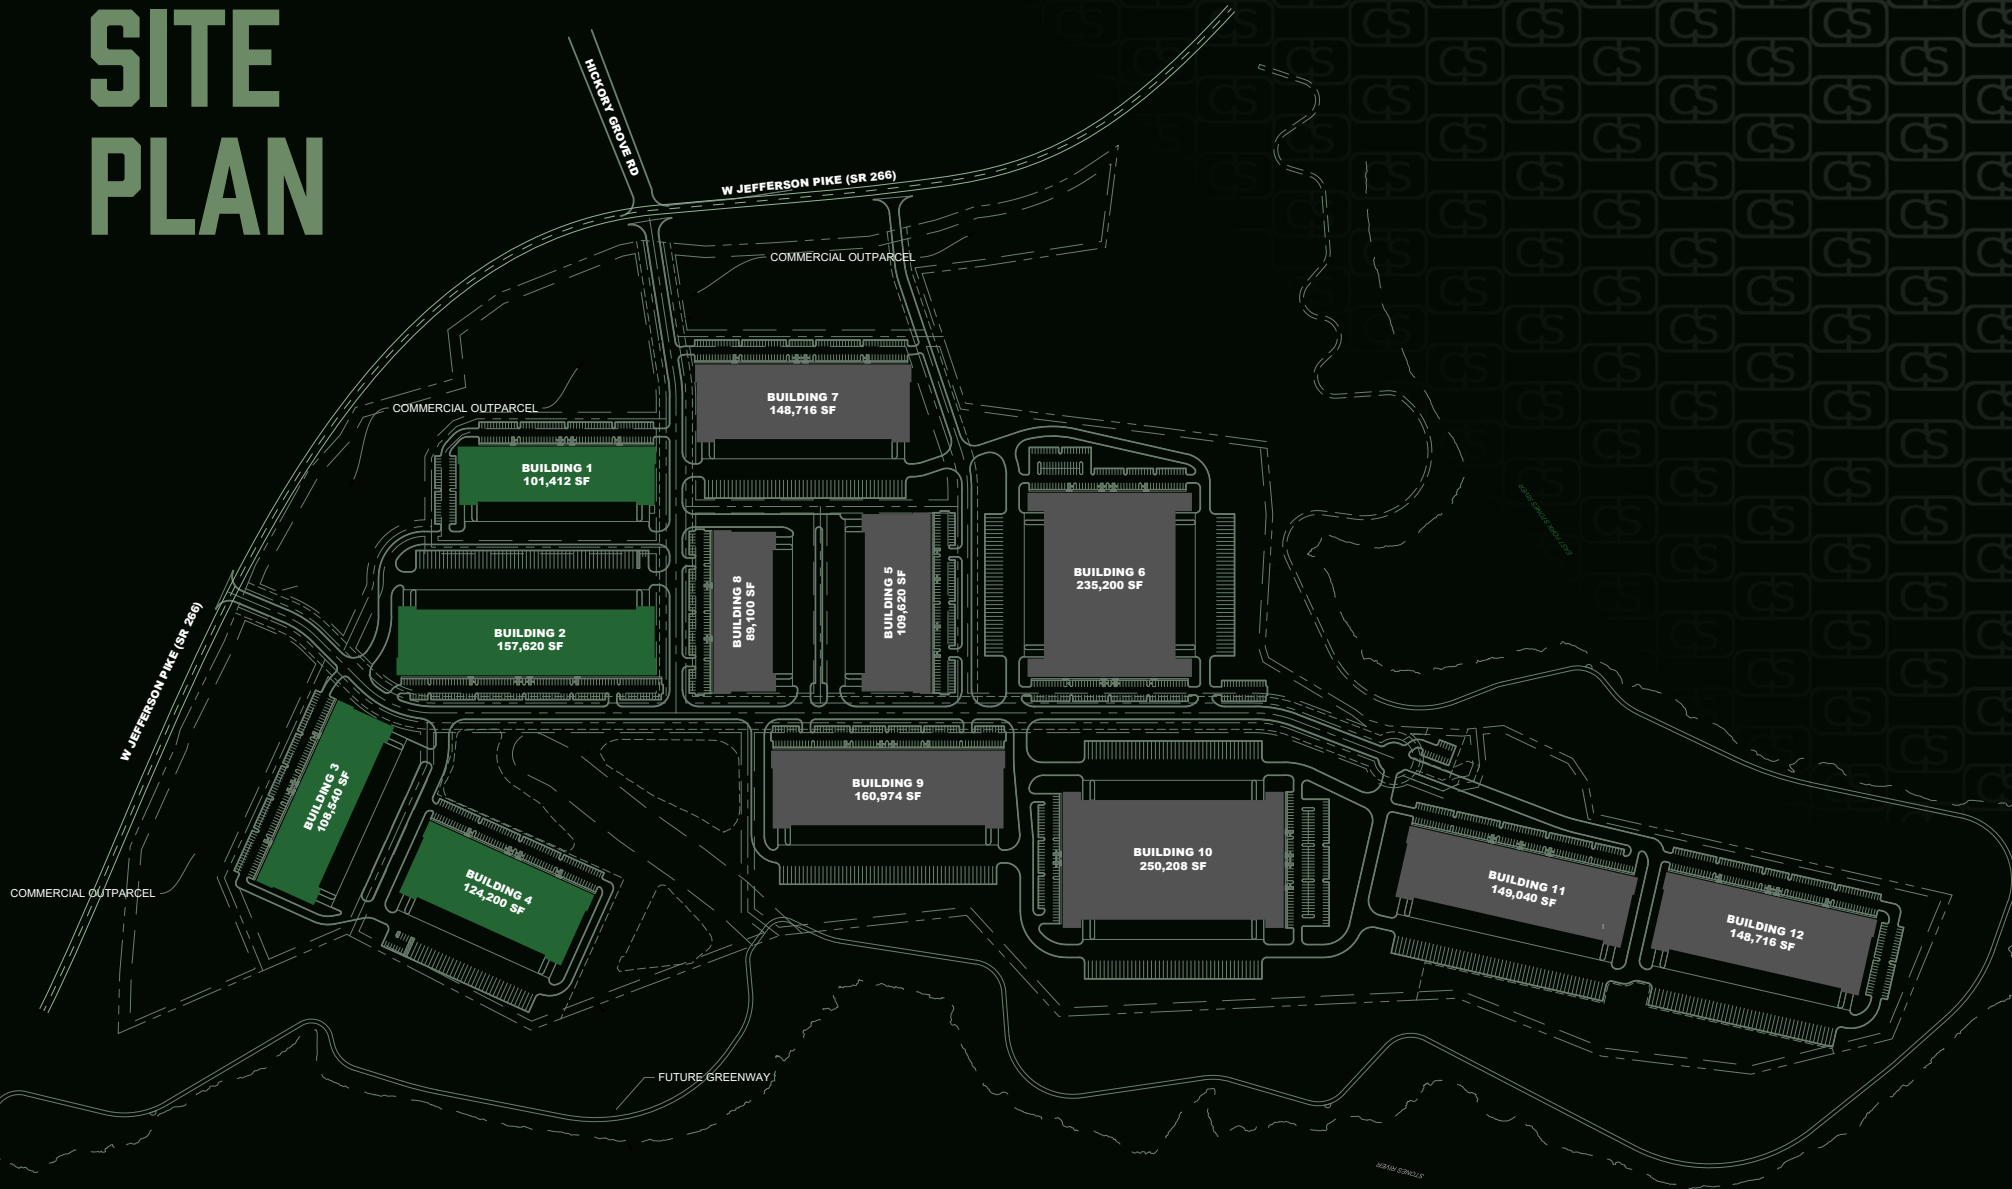 SITE
PLAN
HICKORY GROVE RD
W JEFFERSON PIKE (SR 266)
COMMERCIAL OUTPARCEL
COMMERCIAL OUTPARCEL
BUILDING 7
148,716 SF
BUILDING 1
101,412 SF
BUILDING 2
157,620 SF
BUILDING 8
89,100 SF
BUILDING 5
109,620 SF
BUILDING 6
235,200 SF
EAST FORK STONES RIVER
W JEFFERSON PIKE (SR 266)
BUILDING 3
108,540 SF
BUILDING 4
124,200 SF
BUILDING 9
160,974 SF
BUILDING 10
250,208 SF
BUILDING 11
149,040 SF
BUILDING 12
148,716 SF
COMMERCIAL OUTPARCEL
FUTURE GREENWAY
STONES RIVER